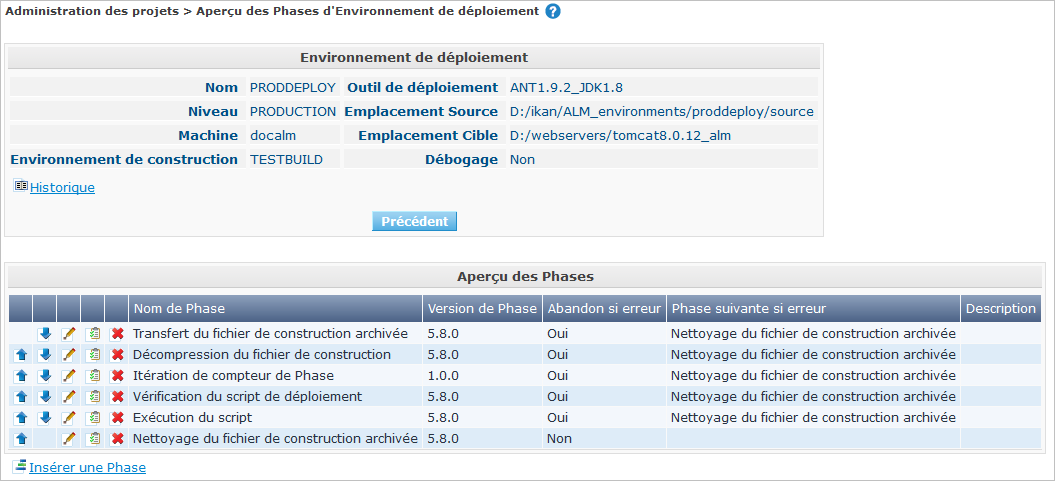 Administration des projets > Aperçu des Phases d'Environnement de déploiement ?
Environnement de déploiement
Nom PRODDEPLOY Outil de déploiement ANT1.9.2_JDK1.8
Niveau PRODUCTION Emplacement Source D:/ikan/ALM_environments/proddeploy/source
Machine docalm Emplacement Cible D:/webservers/tomcat8.0.12_alm
Environnement de construction TESTBUILD Débogage Non
Historique
Précédent
Aperçu des Phases
Nom de Phase Version de Phase Abandon si erreur Phase suivante si erreur Description
Transfert du fichier de construction archivée 5.8.0 Oui Nettoyage du fichier de construction archivée
Décompression du fichier de construction 5.8.0 Oui Nettoyage du fichier de construction archivée
Itération de compteur de Phase 1.0.0 Oui Nettoyage du fichier de construction archivée
Vérification du script de déploiement 5.8.0 Oui Nettoyage du fichier de construction archivée
Exécution du script 5.8.0 Oui Nettoyage du fichier de construction archivée
Nettoyage du fichier de construction archivée 5.8.0 Non
Insérer une Phase